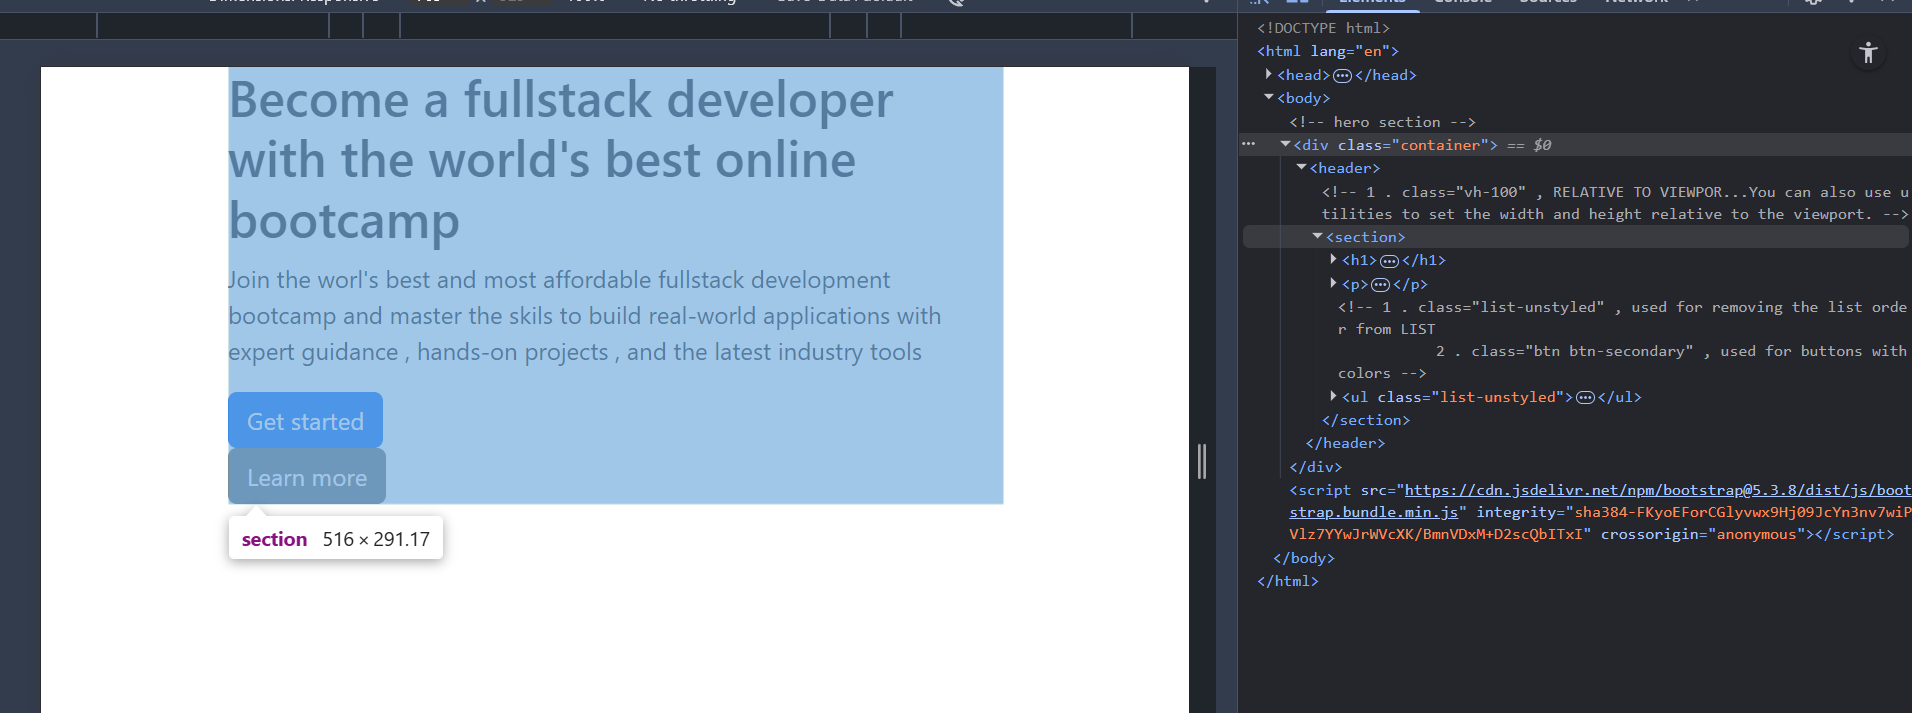 Elements
Console
Sources
Network
Become a fullstack developer
with the world's best online
bootcamp
Join the worl's best and most affordable fullstack development
bootcamp and master the skils to build real-world applications with
expert guidance , hands-on projects , and the latest industry tools
Get started
Learn more
section 516 × 291.17
<!DOCTYPE html>
<html lang="en">
<head>···</head>
<body>
<!-- hero section -->
··· <div class="container"> == $0
<header>
<!-- 1 . class="vh-100" , RELATIVE TO VIEWPOR...You can also use u
tilities to set the width and height relative to the viewport. -->
<section>
<h1>···</h1>
<p>···</p>
<!-- 1 . class="list-unstyled" , used for removing the list orde
r from LIST
2 . class="btn btn-secondary" , used for buttons with
colors -->
<ul class="list-unstyled">···</ul>
</section>
</header>
</div>
<script src="https://cdn.jsdelivr.net/npm/bootstrap@5.3.8/dist/js/boot
strap.bundle.min.js" integrity="sha384-FKyoEForCGlyvwx9Hj09JcYn3nv7wiP
Vlz7YYwJrWVcXK/BmnVDxM+D2scQbITxI" crossorigin="anonymous"></script>
</body>
</html>